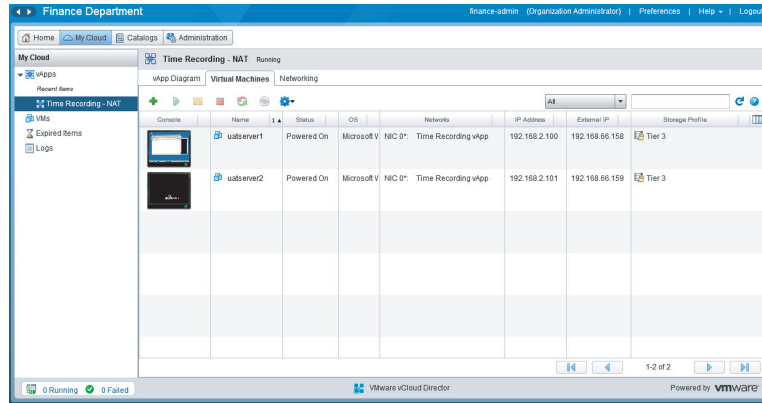 Finance Department
finance-admin (Organization Administrator) | Preferences | Help | Logout
Home My Cloud Catalogs Administration
My Cloud
Time Recording - NAT Running
vApps
Recent Items
Time Recording - NAT
VMs
Expired Items
Logs
vApp Diagram Virtual Machines Networking
All
Console Name 1 Status OS Networks IP Address External IP Storage Profile
uatserver1 Powered On Microsoft V NIC 0*: Time Recording vApp 192.168.2.100 192.168.66.158 Tier 3
uatserver2 Powered On Microsoft V NIC 0*: Time Recording vApp 192.168.2.101 192.168.66.159 Tier 3
1-2 of 2
0 Running 0 Failed
VMware vCloud Director
Powered by vmware